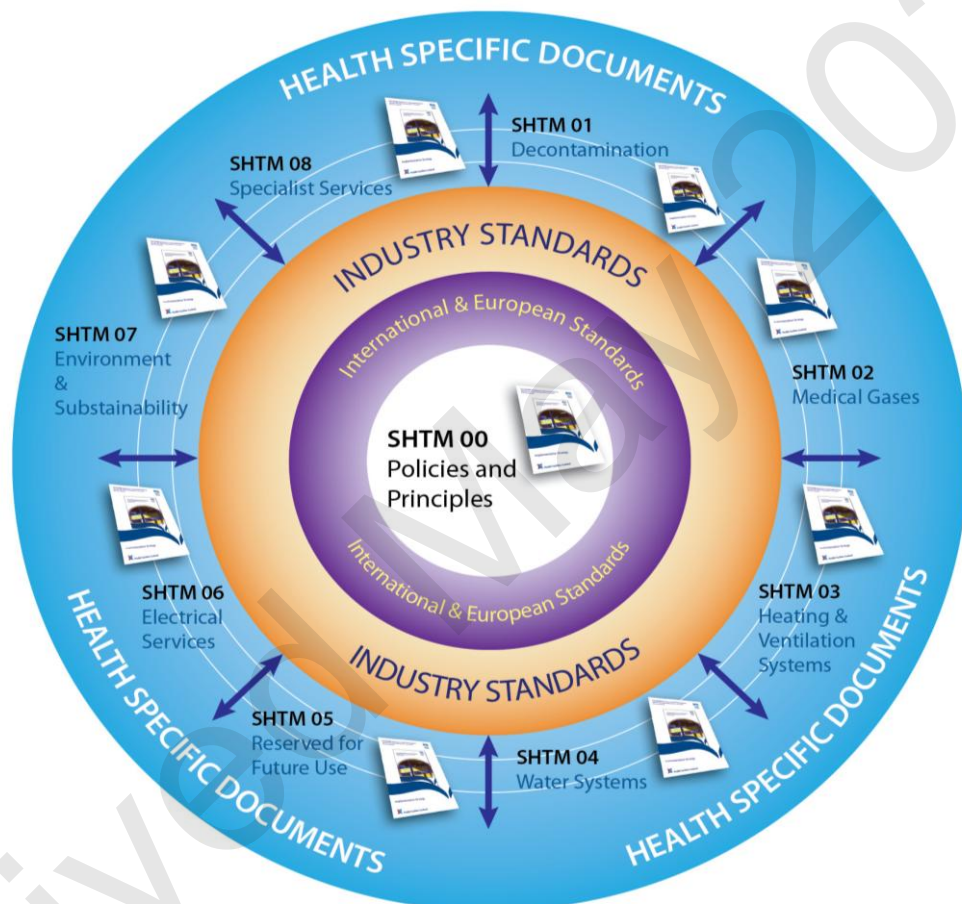 HEALTH SPECIFIC DOCUMENTS
SHTM 01
Decontamination
SHTM 08
Specialist Services
INDUSTRY STANDARDS
International & European Standards
SHTM 07
Environment
&
Substainability
SHTM 02
Medical Gases
SHTM 00
Policies and
Principles
SHTM 06
Electrical
Services
SHTM 03
Heating &
Ventilation
Systems
International & European Standards
INDUSTRY STANDARDS
SHTM 05
Reserved for
Future Use
SHTM 04
Water Systems
HEALTH SPECIFIC DOCUMENTS
HEALTH SPECIFIC DOCUMENTS